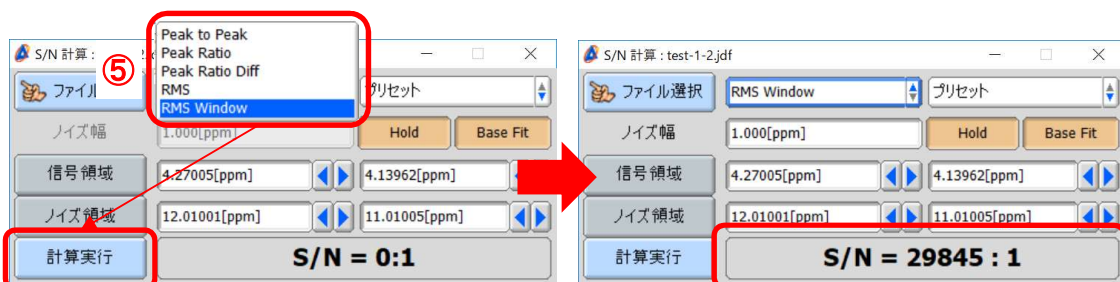 S/N 計算 :
Peak to Peak
Peak Ratio
Peak Ratio Diff
RMS
RMS Window
⑤
プリセット
ノイズ幅
1.000[ppm]
Hold
Base Fit
信号領域
4.27005[ppm]
4.13962[ppm]
ノイズ領域
12.01001[ppm]
11.01005[ppm]
計算実行
S/N = 0:1
S/N 計算 : test-1-2.jdf
ファイル選択
RMS Window
プリセット
ノイズ幅
1.000[ppm]
Hold
Base Fit
信号領域
4.27005[ppm]
4.13962[ppm]
ノイズ領域
12.01001[ppm]
11.01005[ppm]
計算実行
S/N = 29845 : 1